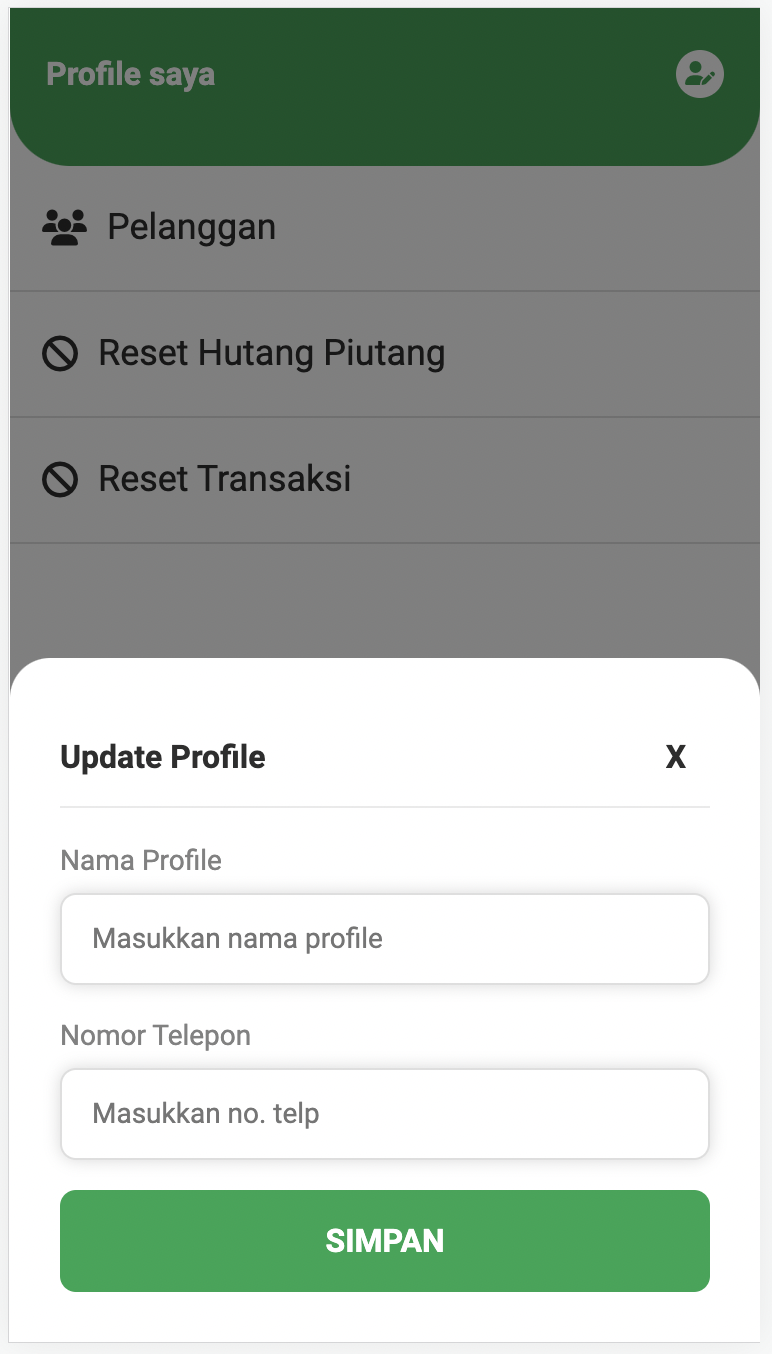 Profile saya
Pelanggan
Reset Hutang Piutang
Reset Transaksi
Update Profile
X
Nama Profile
Masukkan nama profile
Nomor Telepon
Masukkan no. telp
SIMPAN